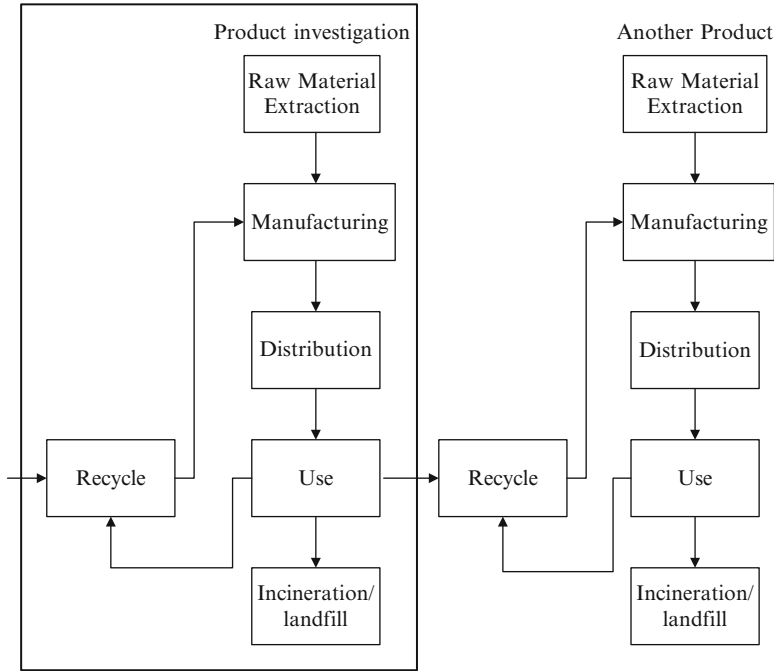 Product investigation
Raw Material
Extraction
Manufacturing
Distribution
Recycle
Use
Incineration/
landfill
Another Product
Raw Material
Extraction
Manufacturing
Distribution
Recycle
Use
Incineration/
landfill